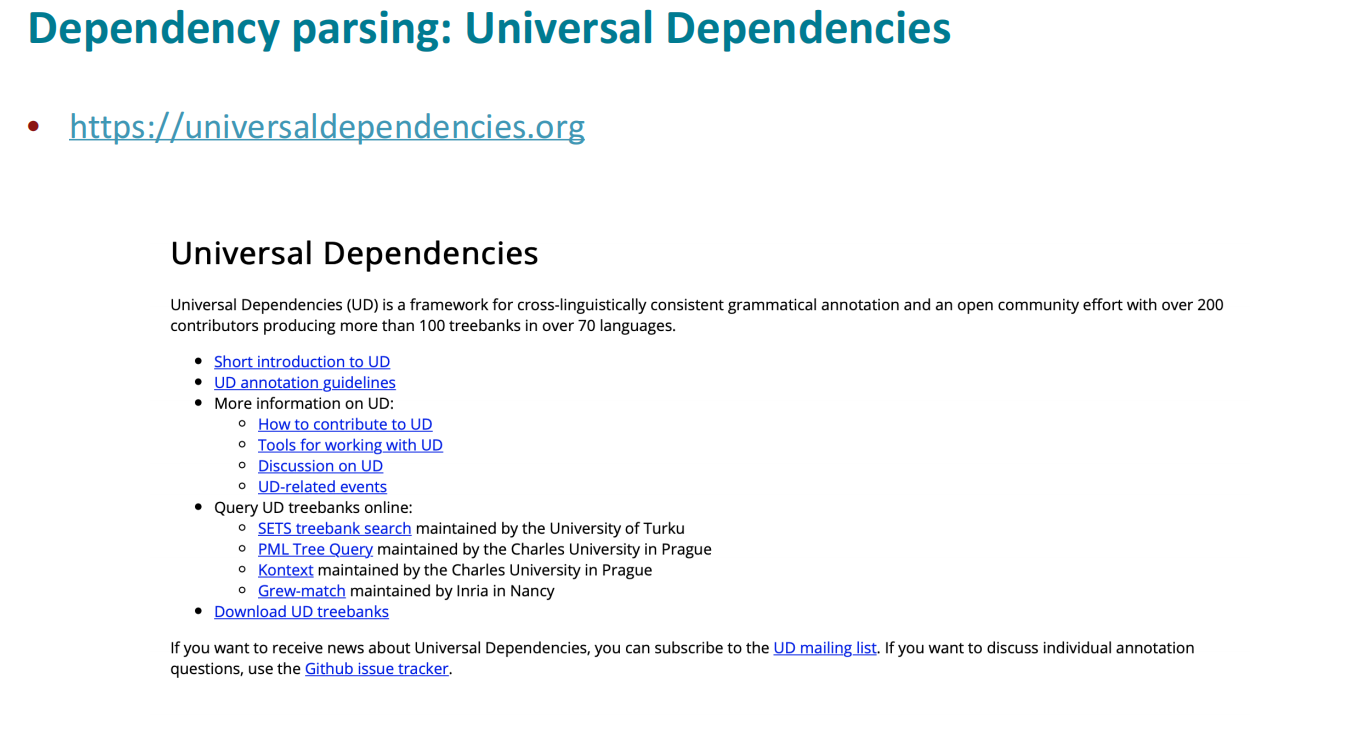 Dependency parsing: Universal Dependencies
• https://universaldependencies.org
Universal Dependencies
Universal Dependencies (UD) is a framework for cross-linguistically consistent grammatical annotation and an open community effort with over 200
contributors producing more than 100 treebanks in over 70 languages.
• Short introduction to UD
• UD annotation guidelines
• More information on UD:
◦ How to contribute to UD
◦ Tools for working with UD
◦ Discussion on UD
◦ UD-related events
• Query UD treebanks online:
◦ SETS treebank search maintained by the University of Turku
◦ PML Tree Query maintained by the Charles University in Prague
◦ Kontext maintained by the Charles University in Prague
◦ Grew-match maintained by Inria in Nancy
• Download UD treebanks
If you want to receive news about Universal Dependencies, you can subscribe to the UD mailing list. If you want to discuss individual annotation
questions, use the Github issue tracker.